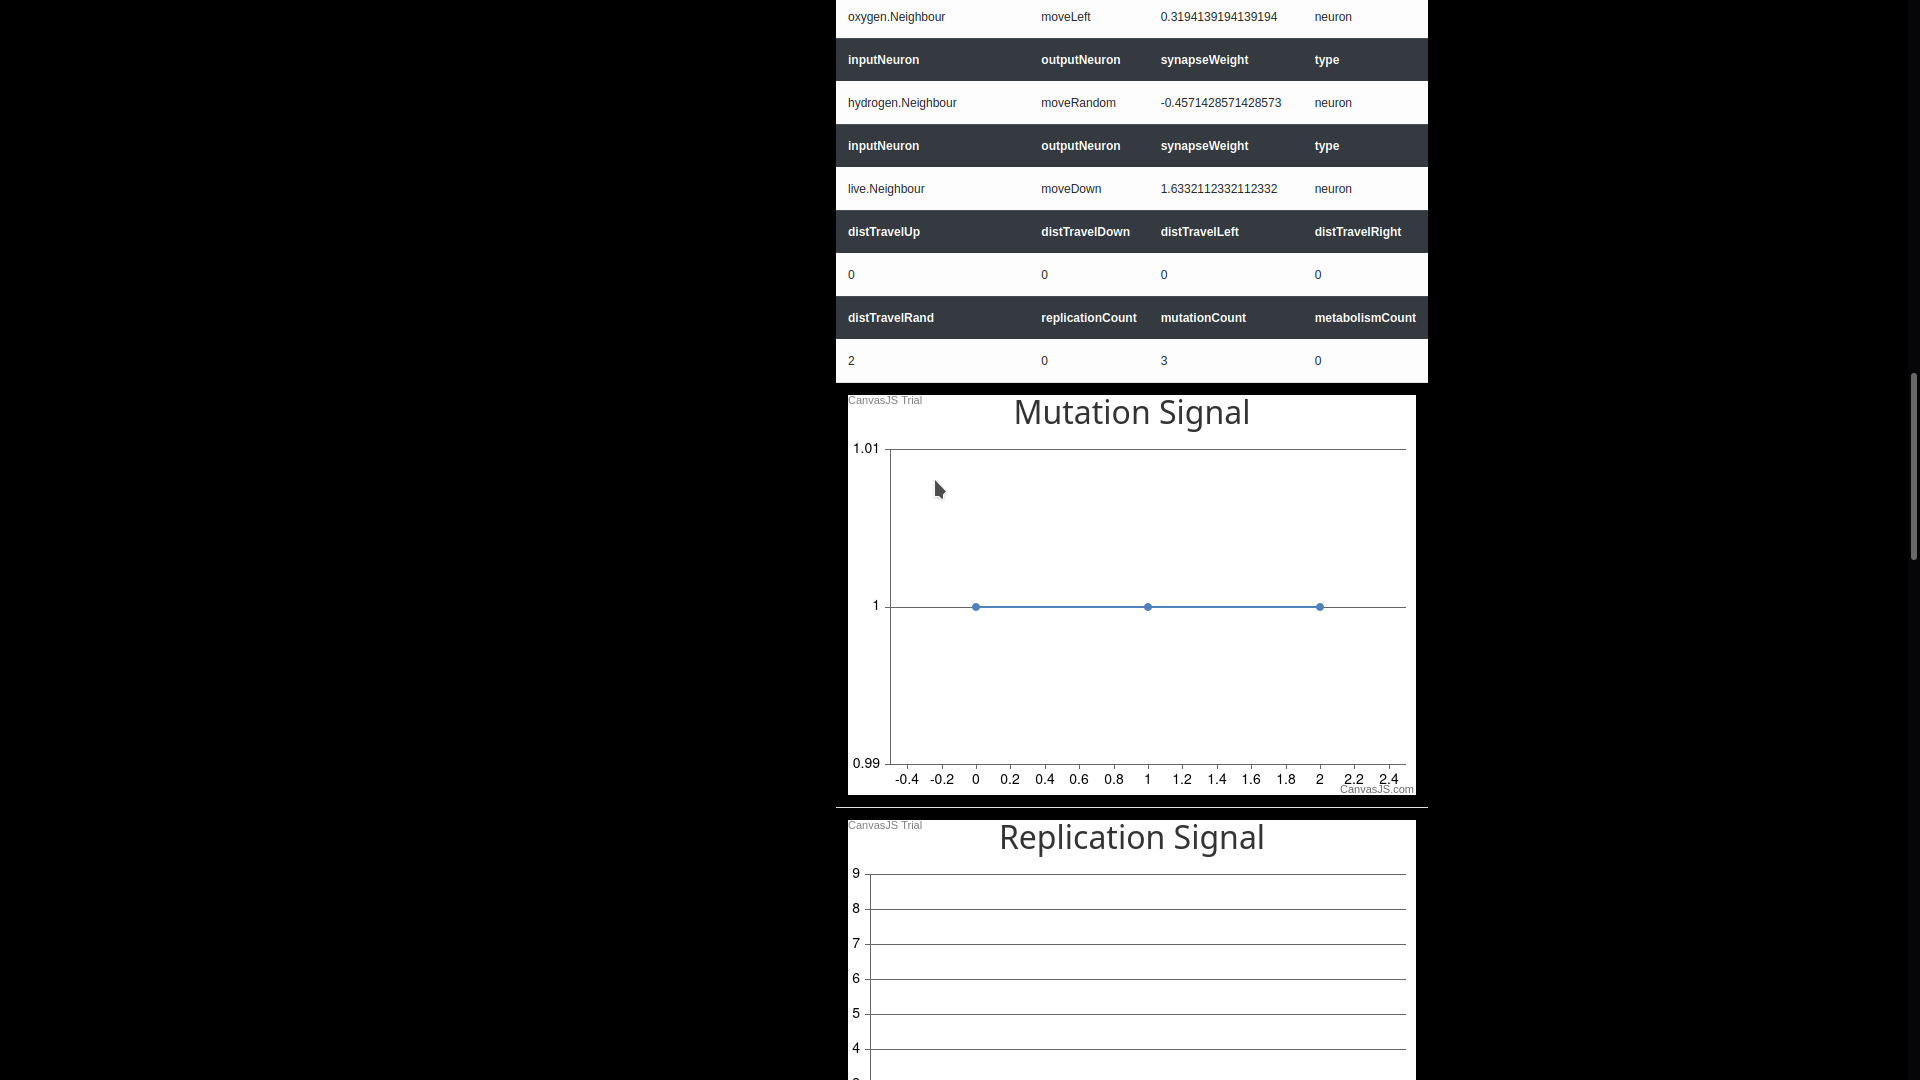 oxygen.Neighbour moveLeft 0.3194139194139194 neuron
inputNeuron outputNeuron synapseWeight type
hydrogen.Neighbour moveRandom -0.4571428571428573 neuron
inputNeuron outputNeuron synapseWeight type
live.Neighbour moveDown 1.6332112332112332 neuron
distTravelUp distTravelDown distTravelLeft distTravelRight
0 0 0 0
distTravelRand replicationCount mutationCount metabolismCount
2 0 3 0
CanvasJS Trial
Mutation Signal
1.01
1
0.99
-0.4 -0.2 0 0.2 0.4 0.6 0.8 1 1.2 1.4 1.6 1.8 2 2.2 2.4
CanvasJS.com
CanvasJS Trial
Replication Signal
9
8
7
6
5
4